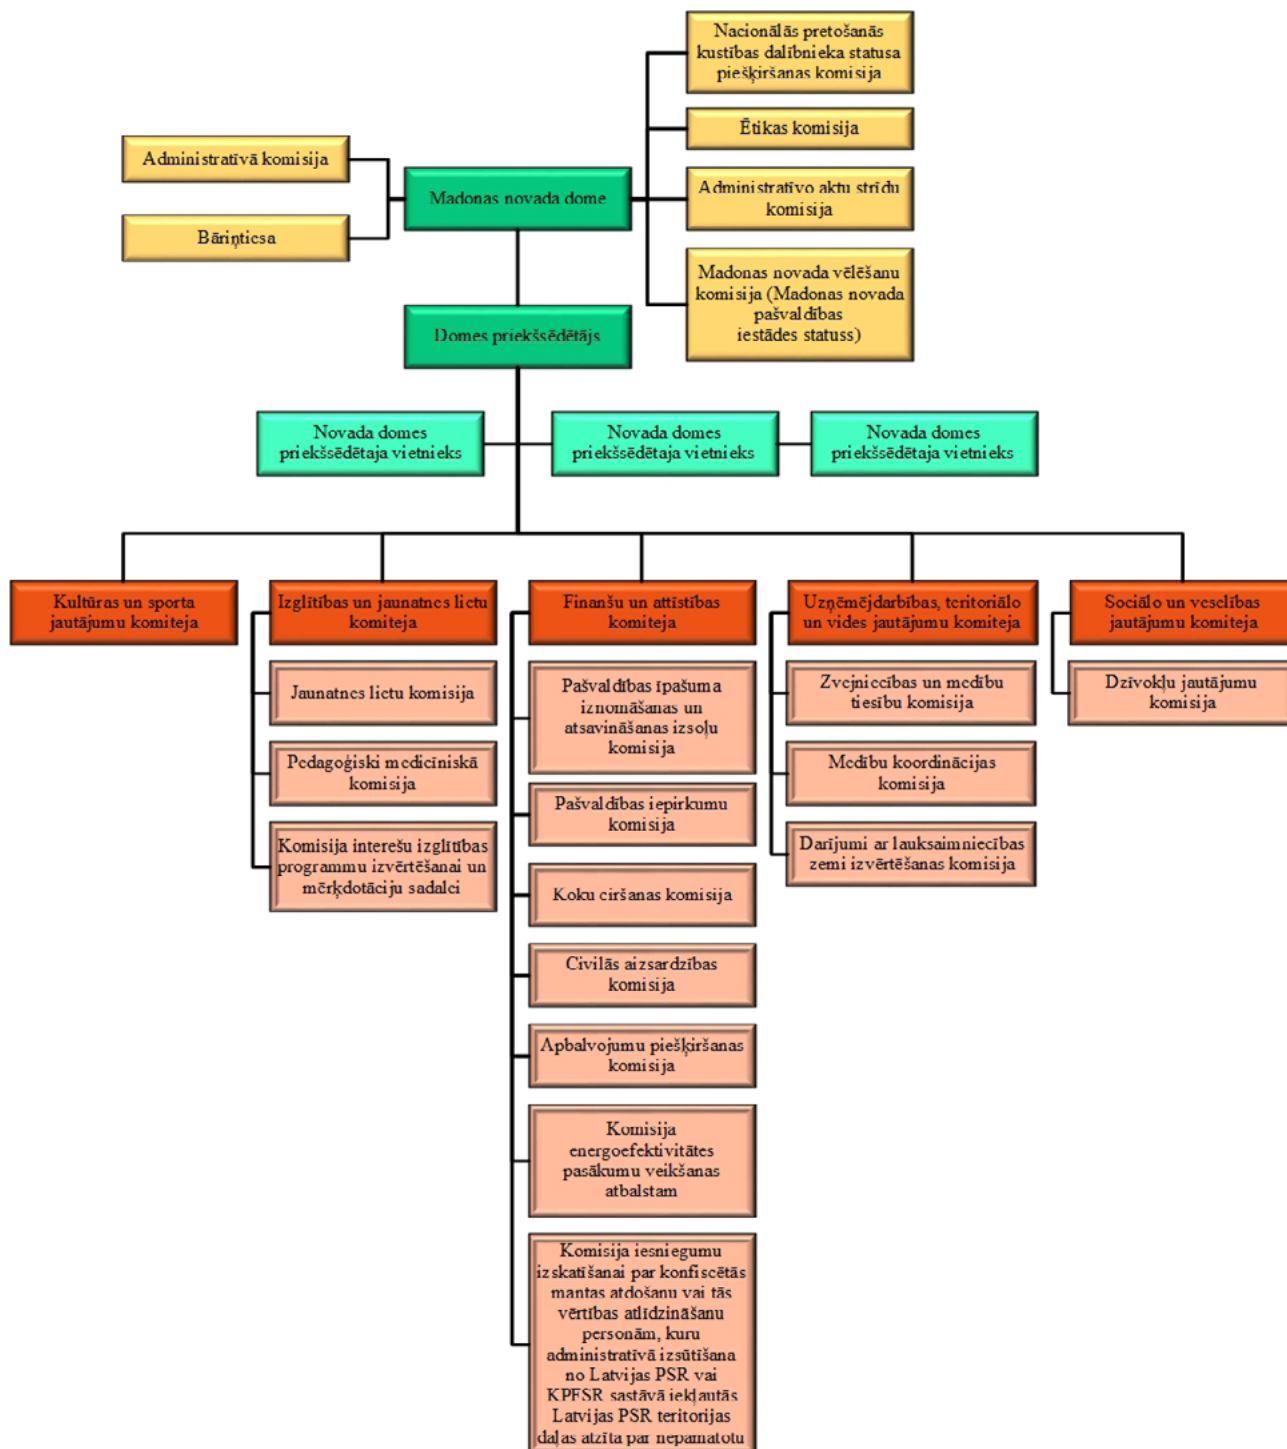 Nacionālās pretošanās
kustības dalībnieka statusa
piešķiršanas komisija
Ētikas komisija
Administratīvā komisija
Madonas novada dome
Administratīvo aktu strīdu
komisija
Bāriņtiesa
Madonas novada vēlēšanu
komisija (Madonas novada
pašvaldības
iestādes statuss)
Domes priekšsēdētājs
Novada domes
priekšsēdētaja vietnieks
Novada domes
priekšsēdētaja vietnieks
Novada domes
priekšsēdētaja vietnieks
Kultūras un sporta
jautājumu komiteja
Izglītības un jaunatnes lietu
komiteja
Jaunatnes lietu komisija
Pedagoģiski medicīniskā
komisija
Komisija interešu izglītības
programmu izvērtēšanai un
mērķdotāciju sadalei
Finanšu un attīstības
komiteja
Pašvaldības īpašuma
iznomāšanas un
atsavināšanas izsoļu
komisija
Pašvaldības iepirkumu
komisija
Koku ciršanas komisija
Civilās aizsardzības
komisija
Apbalvojumu piešķiršanas
komisija
Komisija
energoefektivitātes
pasākumu veikšanas
atbalstam
Komisija iesniegumu
izskatīšanai par konfiscētās
mantas atdošanu vai tās
vērtības atlīdzināšanu
personām, kuru
administratīvā izsūtīšana
no Latvijas PSR vai
KPFSR sastāvā iekļautās
Latvijas PSR teritorijas
daļas atzīta par nepamatotu
Uzņēmējdarbības, teritoriālo
un vides jautājumu komiteja
Zvejniecības un medību
tiesību komisija
Medību koordinācijas
komisija
Darījumi ar lauksaimniecības
zemi izvērtēšanas komisija
Sociālo un veselības
jautājumu komiteja
Dzīvokļu jautājumu
komisija